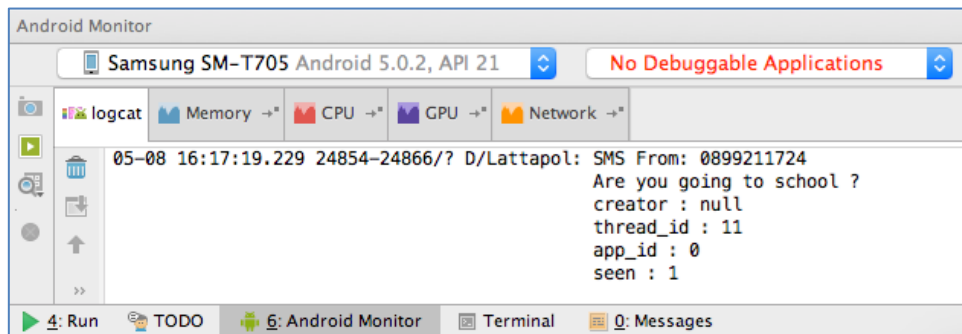 Android Monitor
Samsung SM-T705 Android 5.0.2, API 21
No Debuggable Applications
logcat Memory CPU GPU Network
05-08 16:17:19.229 24854-24866/? D/Lattapol: SMS From: 0899211724
Are you going to school ?
creator : null
thread_id : 11
app_id : 0
seen : 1
4: Run TODO 6: Android Monitor Terminal 0: Messages